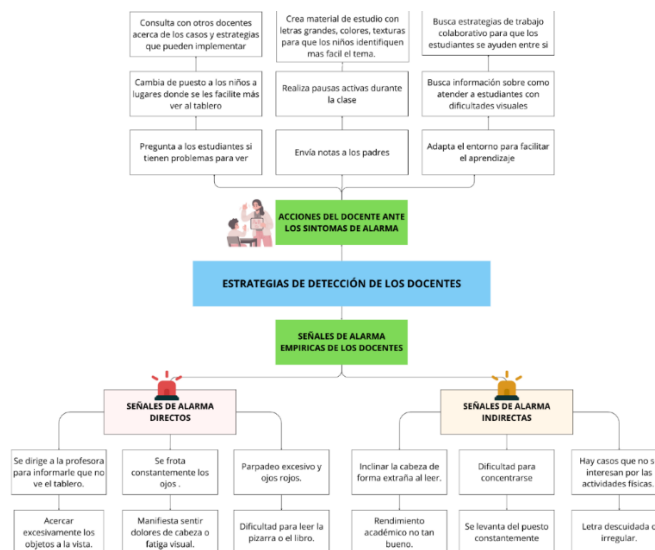 Consulta con otros docentes
acerca de los casos y estrategias
que pueden implementar
Crea material de estudio con
letras grandes, colores, texturas
para que los niños identifiquen
mas facil el tema.
Busca estrategias de trabajo
colaborativo para que los
estudiantes se ayuden entre si
Cambia de puesto a los niños a
lugares donde se les facilite más
ver al tablero
Realiza pausas activas durante
la clase
Busca información sobre como
atender a estudiantes con
dificultades visuales
Pregunta a los estudiantes si
tienen problemas para ver
Envía notas a los padres
Adapta el entorno para facilitar
el aprendizaje
ACCIONES DEL DOCENTE ANTE
LOS SINTOMAS DE ALARMA
ESTRATEGIAS DE DETECCIÓN DE LOS DOCENTES
SEÑALES DE ALARMA
EMPIRICAS DE LOS DOCENTES
SEÑALES DE ALARMA
DIRECTOS
SEÑALES DE ALARMA
INDIRECTAS
Se dirige a la profesora
para informarle que no
ve el tablero.
Se frota
constantemente los
ojos .
Parpadeo excesivo y
ojos rojos.
Inclinar la cabeza de
forma extraña al leer.
Dificultad para
concentrarse
Hay casos que no s
interesan por las
actividades físicas.
Acercar
excesivamente los
objetos a la vista.
Manifiesta sentir
dolores de cabeza o
fatiga visual.
Dificultad para leer la
pizarra o el libro.
Rendimiento
académico no tan
bueno.
Se levanta del puesto
constantemente
Letra descuidada o
irregular.